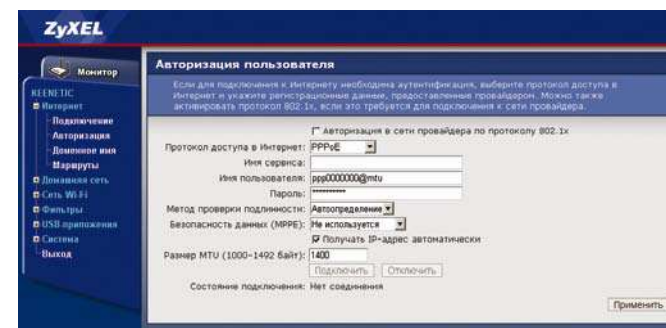 ZyXEL
Монитор
KEENETIC
Интернет
Подключение
Авторизация
Доменное имя
Маршруты
Домашняя сеть
Сеть Wi-Fi
Фильтры
USB приложения
Система
Выход
Авторизация пользователя
Если для подключения к Интернету необходима аутентификация, выберите протокол доступа в
Интернет и укажите регистрационные данные, предоставленные провайдером. Можно также
активировать протокол 802.1x, если это требуется для подключения к сети провайдера.
Авторизация в сети провайдера по протоколу 802.1x
Протокол доступа в Интернет: PPPoE
Имя сервиса:
Имя пользователя: ppp0000000@mtu
Пароль: **********
Метод проверки подлинности: Автоопределение
Безопасность данных (MPPE): Не используется
Получать IP-адрес автоматически
Размер MTU (1000-1492 байт): 1400
Подключить Отключить
Состояние подключения: Нет соединения
Применить